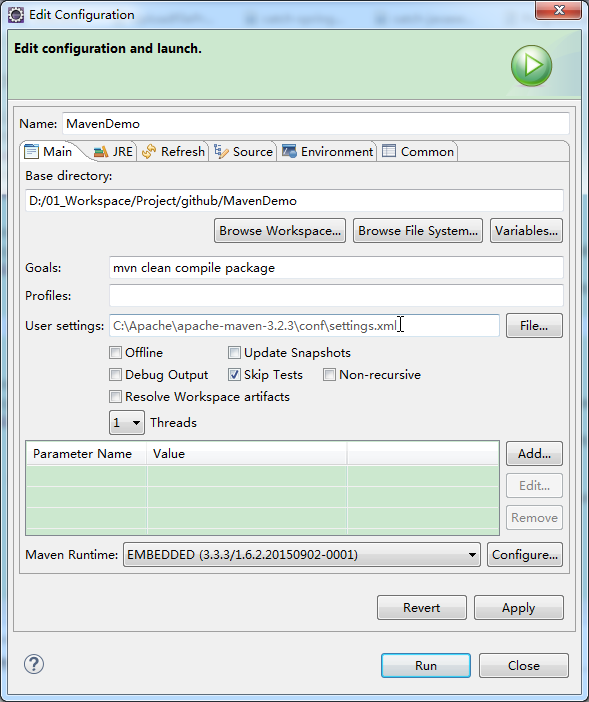 Edit Configuration
Edit configuration and launch.
Name: MavenDemo
Main JRE Refresh Source Environment Common
Base directory:
D:/01_Workspace/Project/github/MavenDemo
Browse Workspace... Browse File System... Variables...
Goals: mvn clean compile package
Profiles:
User settings: C:\Apache\apache-maven-3.2.3\conf\settings.xml File...
Offline Update Snapshots
Debug Output Skip Tests Non-recursive
Resolve Workspace artifacts
1 Threads
Parameter Name Value Add...
Edit...
Remove
Maven Runtime: EMBEDDED (3.3.3/1.6.2.20150902-0001) Configure...
Revert Apply
? Run Close